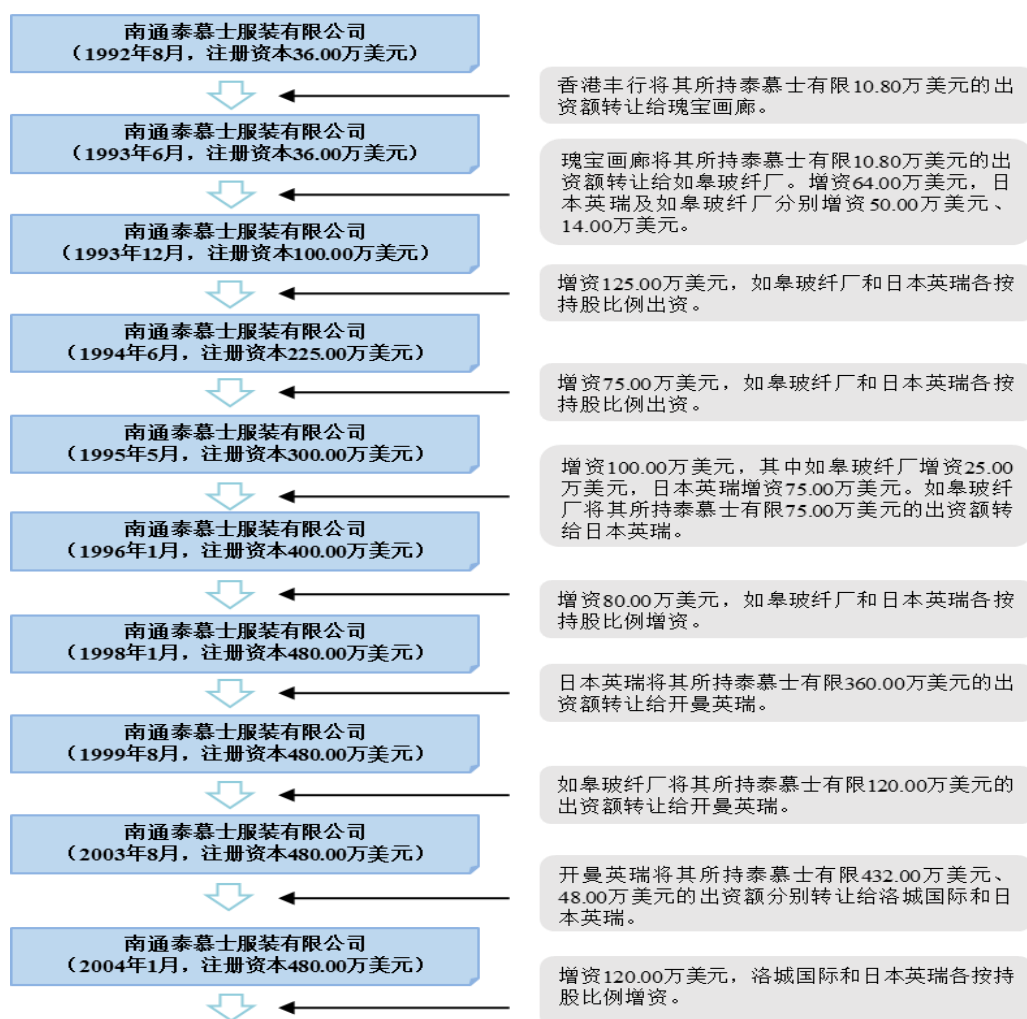 南通泰慕士服装有限公司
（1992年8月，注册资本36.00万美元）
香港丰行将其所持泰慕士有限10.80万美元的出
资额转让给瑰宝画廊。
南通泰慕士服装有限公司
（1993年6月，注册资本36.00万美元）
瑰宝画廊将其所持泰慕士有限10.80万美元的出
资额转让给如皋玻纤厂。增资64.00万美元，日
本英瑞及如皋玻纤厂分别增资50.00万美元、
14.00万美元。
南通泰慕士服装有限公司
（1993年12月，注册资本100.00万美元）
增资125.00万美元，如皋玻纤厂和日本英瑞各按
持股比例出资。
南通泰慕士服装有限公司
（1994年6月，注册资本225.00万美元）
增资75.00万美元，如皋玻纤厂和日本英瑞各按
持股比例出资。
南通泰慕士服装有限公司
（1995年5月，注册资本300.00万美元）
增资100.00万美元，其中如皋玻纤厂增资25.00
万美元，日本英瑞增资75.00万美元。如皋玻纤
厂将其所持泰慕士有限75.00万美元的出资额转
给日本英瑞。
南通泰慕士服装有限公司
（1996年1月，注册资本400.00万美元）
增资80.00万美元，如皋玻纤厂和日本英瑞各按
持股比例增资。
南通泰慕士服装有限公司
（1998年1月，注册资本480.00万美元）
日本英瑞将其所持泰慕士有限360.00万美元的出
资额转让给开曼英瑞。
南通泰慕士服装有限公司
（1999年8月，注册资本480.00万美元）
如皋玻纤厂将其所持泰慕士有限120.00万美元的
出资额转让给开曼英瑞。
南通泰慕士服装有限公司
（2003年8月，注册资本480.00万美元）
开曼英瑞将其所持泰慕士有限432.00万美元、
48.00万美元的出资额分别转让给洛城国际和日
本英瑞。
南通泰慕士服装有限公司
（2004年1月，注册资本480.00万美元）
增资120.00万美元，洛城国际和日本英瑞各按持
股比例增资。